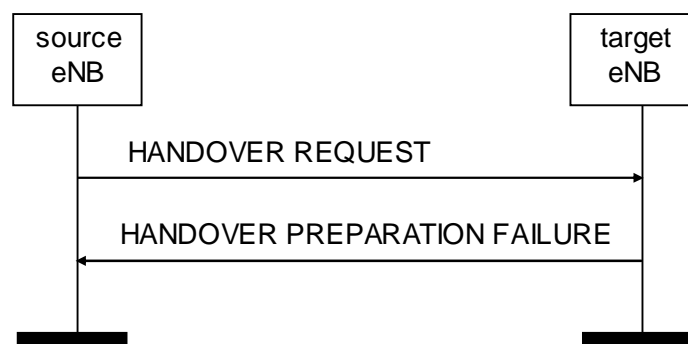 source
eNB
target
eNB
HANDOVER REQUEST
HANDOVER PREPARATION FAILURE